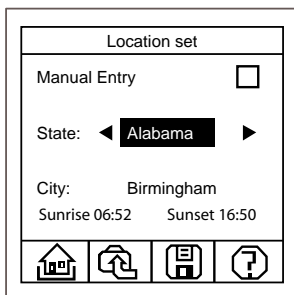 Location set
Manual Entry
State: Alabama
City: Birmingham
Sunrise 06:52 Sunset 16:50
?